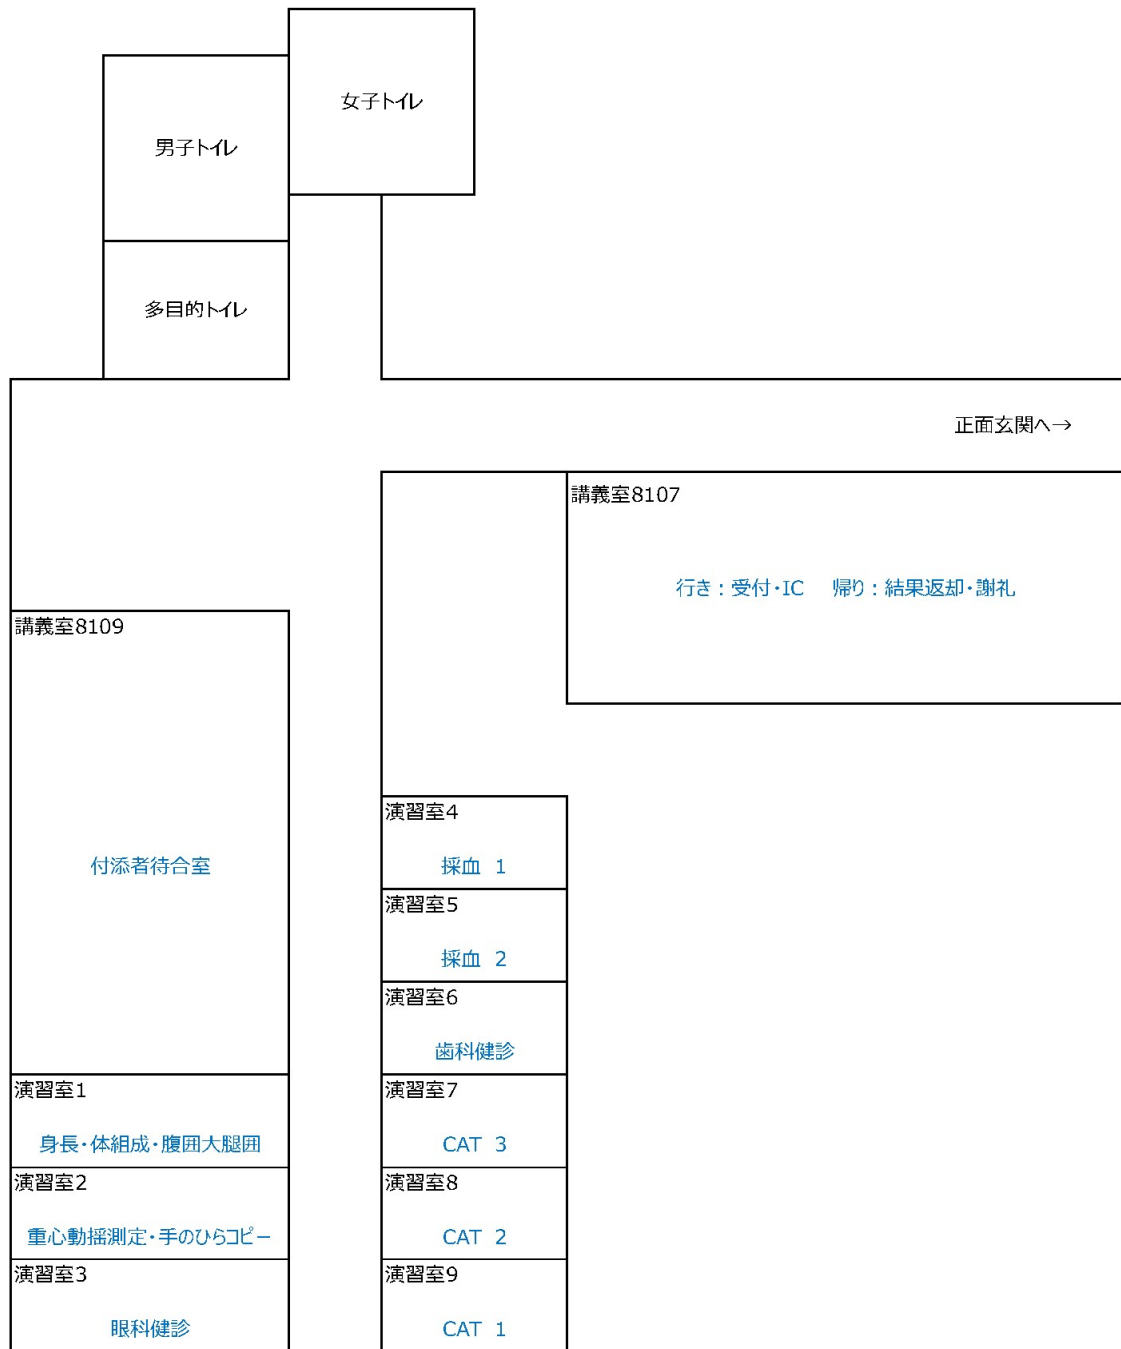 女子トイレ
男子トイレ
多目的トイレ
正面玄関へ→
講義室8107
行き：受付・IC　帰り：結果返却・謝礼
講義室8109
付添者待合室
演習室4
採血 1
演習室5
採血 2
演習室6
歯科健診
演習室1
身長・体組成・腹囲大腿囲
演習室7
CAT 3
演習室2
重心動揺測定・手のひらコピー
演習室8
CAT 2
演習室3
眼科健診
演習室9
CAT 1